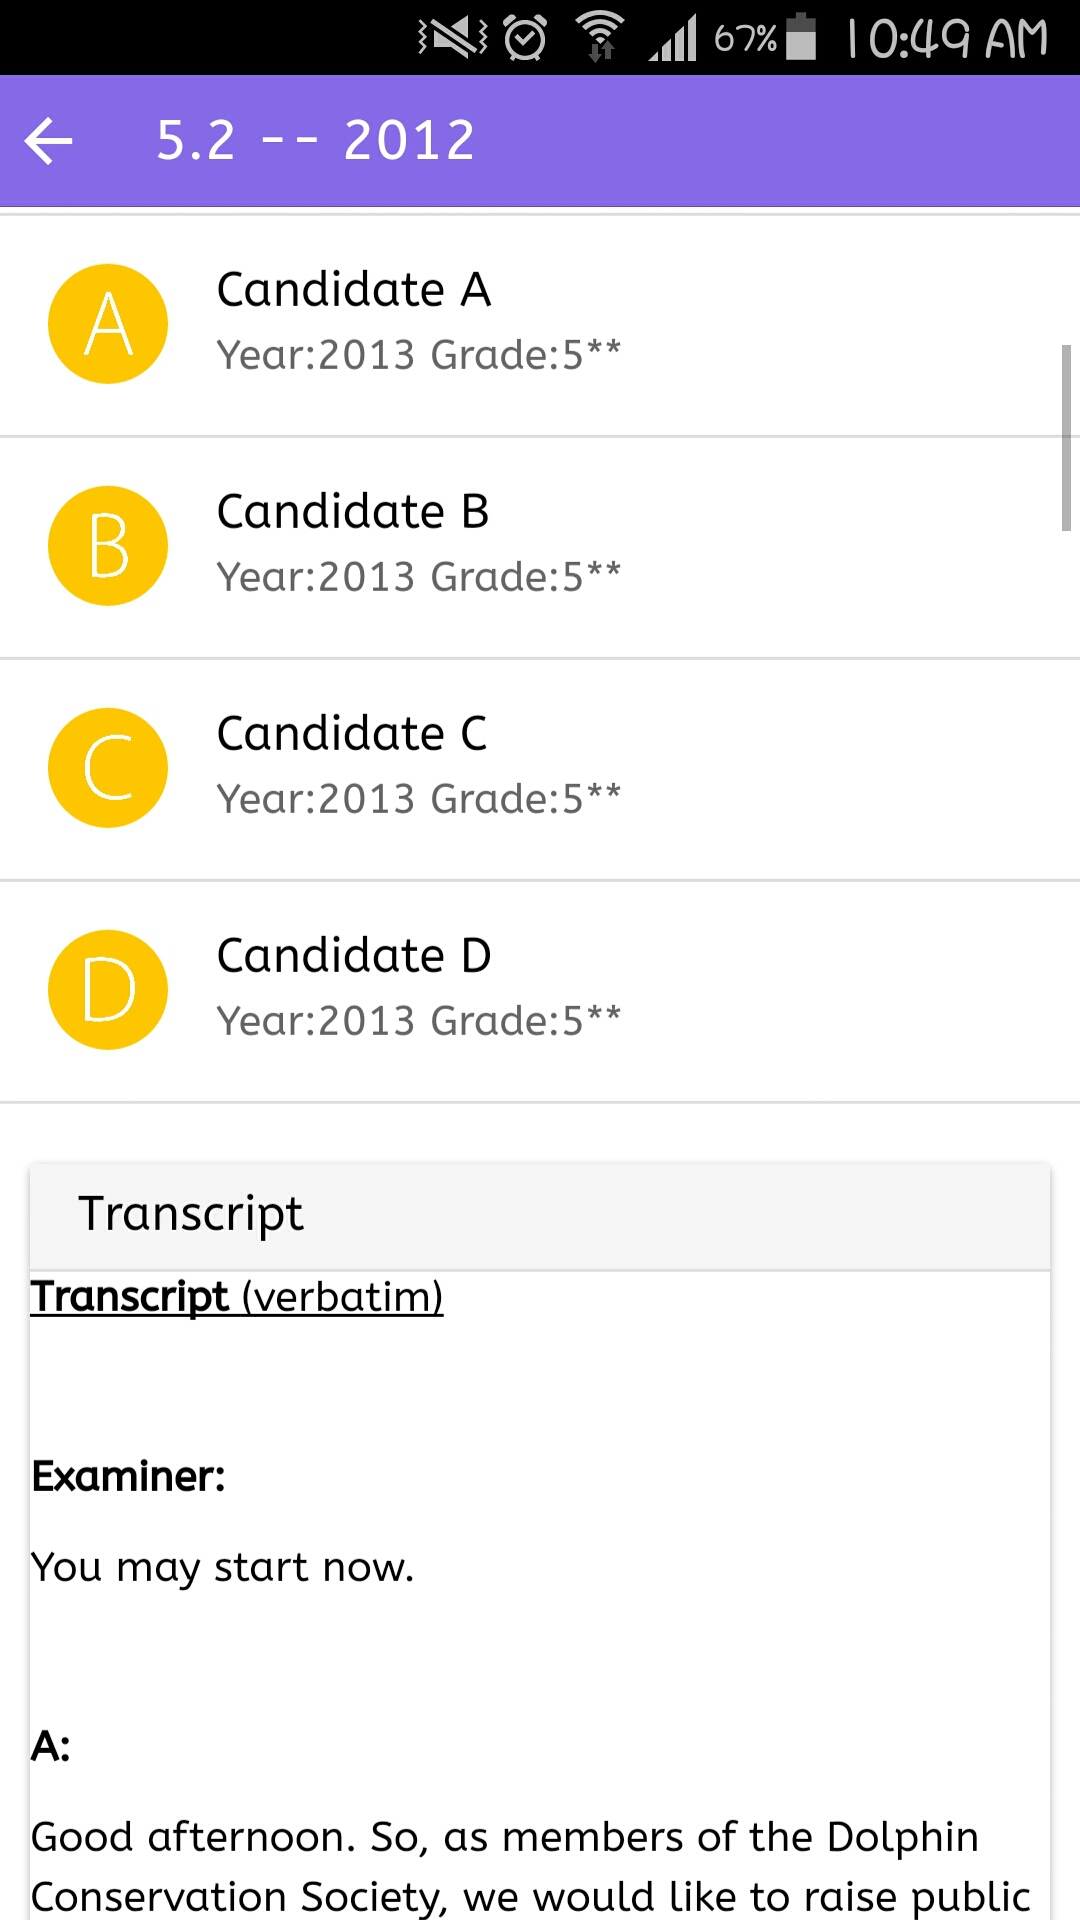 67% 10:49 AM
5.2 -- 2012
A
Candidate A
Year:2013 Grade:5**
B
Candidate B
Year:2013 Grade:5**
C
Candidate C
Year:2013 Grade:5**
D
Candidate D
Year:2013 Grade:5**
Transcript
Transcript (verbatim)
Examiner:
You may start now.
A:
Good afternoon. So, as members of the Dolphin
Conservation Society, we would like to raise public